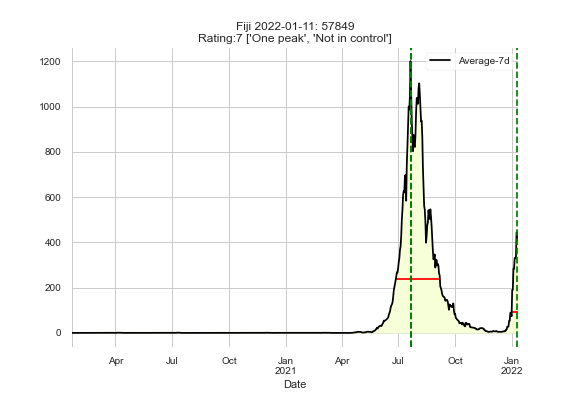 Fiji 2022-01-11: 57849
Rating:7 ['One peak', 'Not in control']
Average-7d
1200
1000
800
600
400
200
0
Apr Jul Oct Jan Apr Jul Oct Jan
2021 2022
Date